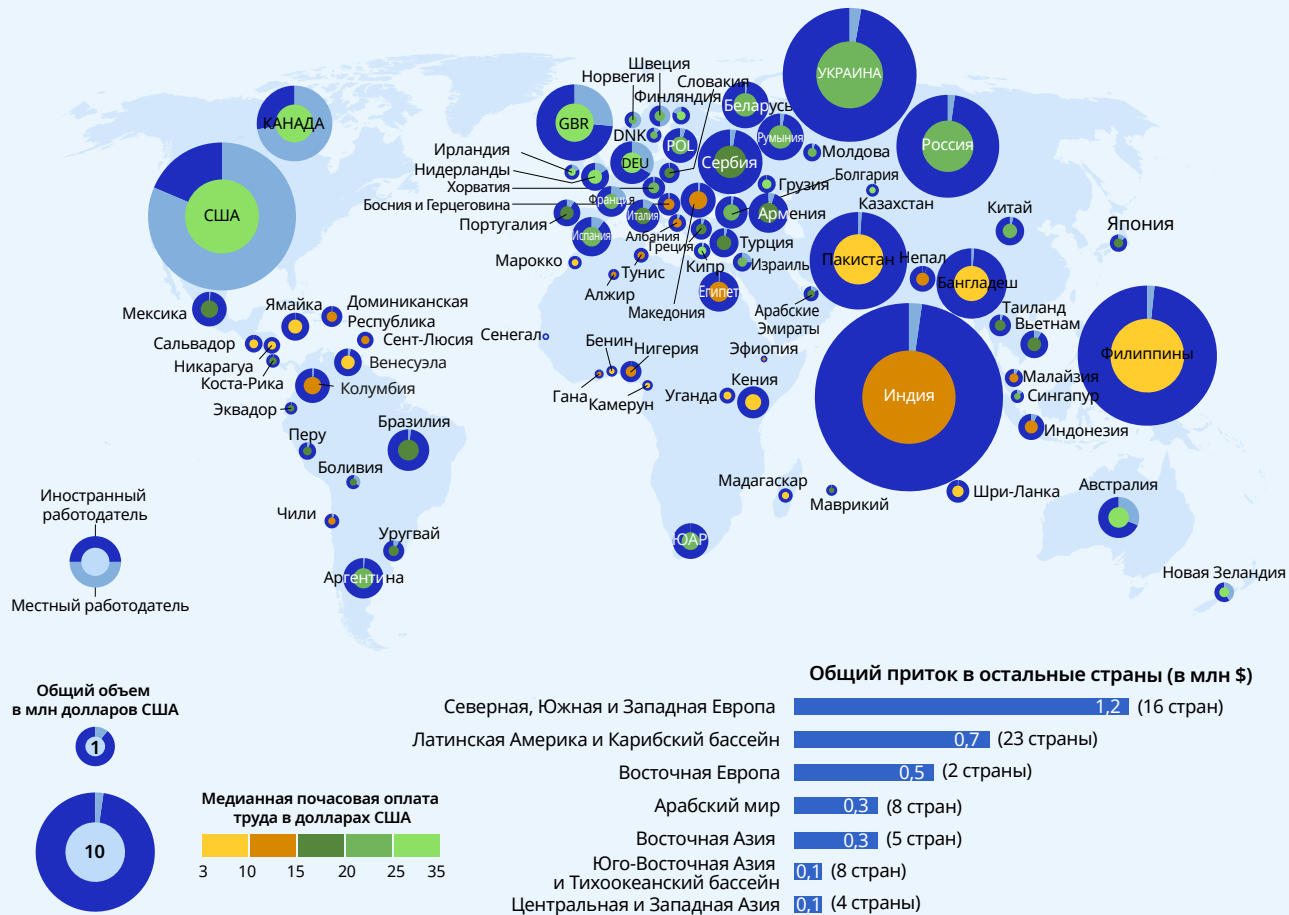 Швеция
Норвегия
Словакия
Финляндия
УКРАИНА
КАНАДА
GBR
DNK
Беларусь
POL
Румыния
Россия
Ирландия
DEU
Сербия
Молдова
Нидерланды
Болгария
Хорватия
Грузия
Казахстан
Босния и Герцеговина
Франция
США
Португалия
Италия
Армения
Китай
Япония
Испания
Албания
Греция
Турция
Марокко
Тунис
Кипр
Израиль
Пакистан
Непал
Бангладеш
Алжир
Египет
Македония
Арабские
Эмираты
Мексика
Ямайка
Доминиканская
Республика
Сент-Люсия
Сальвадор
Никарагуа
Коста-Рика
Венесуэла
Колумбия
Сенегал
Бенин
Нигерия
Эфиопия
Таиланд
Вьетнам
Филиппины
Гана
Камерун
Уганда
Кения
Индия
Малайзия
Сингапур
Индонезия
Эквадор
Бразилия
Перу
Боливия
Мадагаскар
Маврикий
Шри-Ланка
Австралия
Чили
Уругвай
Аргентина
ЮАР
Новая Зеландия
Иностранный
работодатель
Местный работодатель
Общий объем
в млн долларов США
1
10
Медианная почасовая оплата
труда в долларах США
3 10 15 20 25 35
Общий приток в остальные страны (в млн $)
Северная, Южная и Западная Европа 1,2 (16 стран)
Латинская Америка и Карибский бассейн 0,7 (23 страны)
Восточная Европа 0,5 (2 страны)
Арабский мир 0,3 (8 стран)
Восточная Азия 0,3 (5 стран)
Юго-Восточная Азия
и Тихоокеанский бассейн 0,1 (8 стран)
Центральная и Западная Азия 0,1 (4 страны)